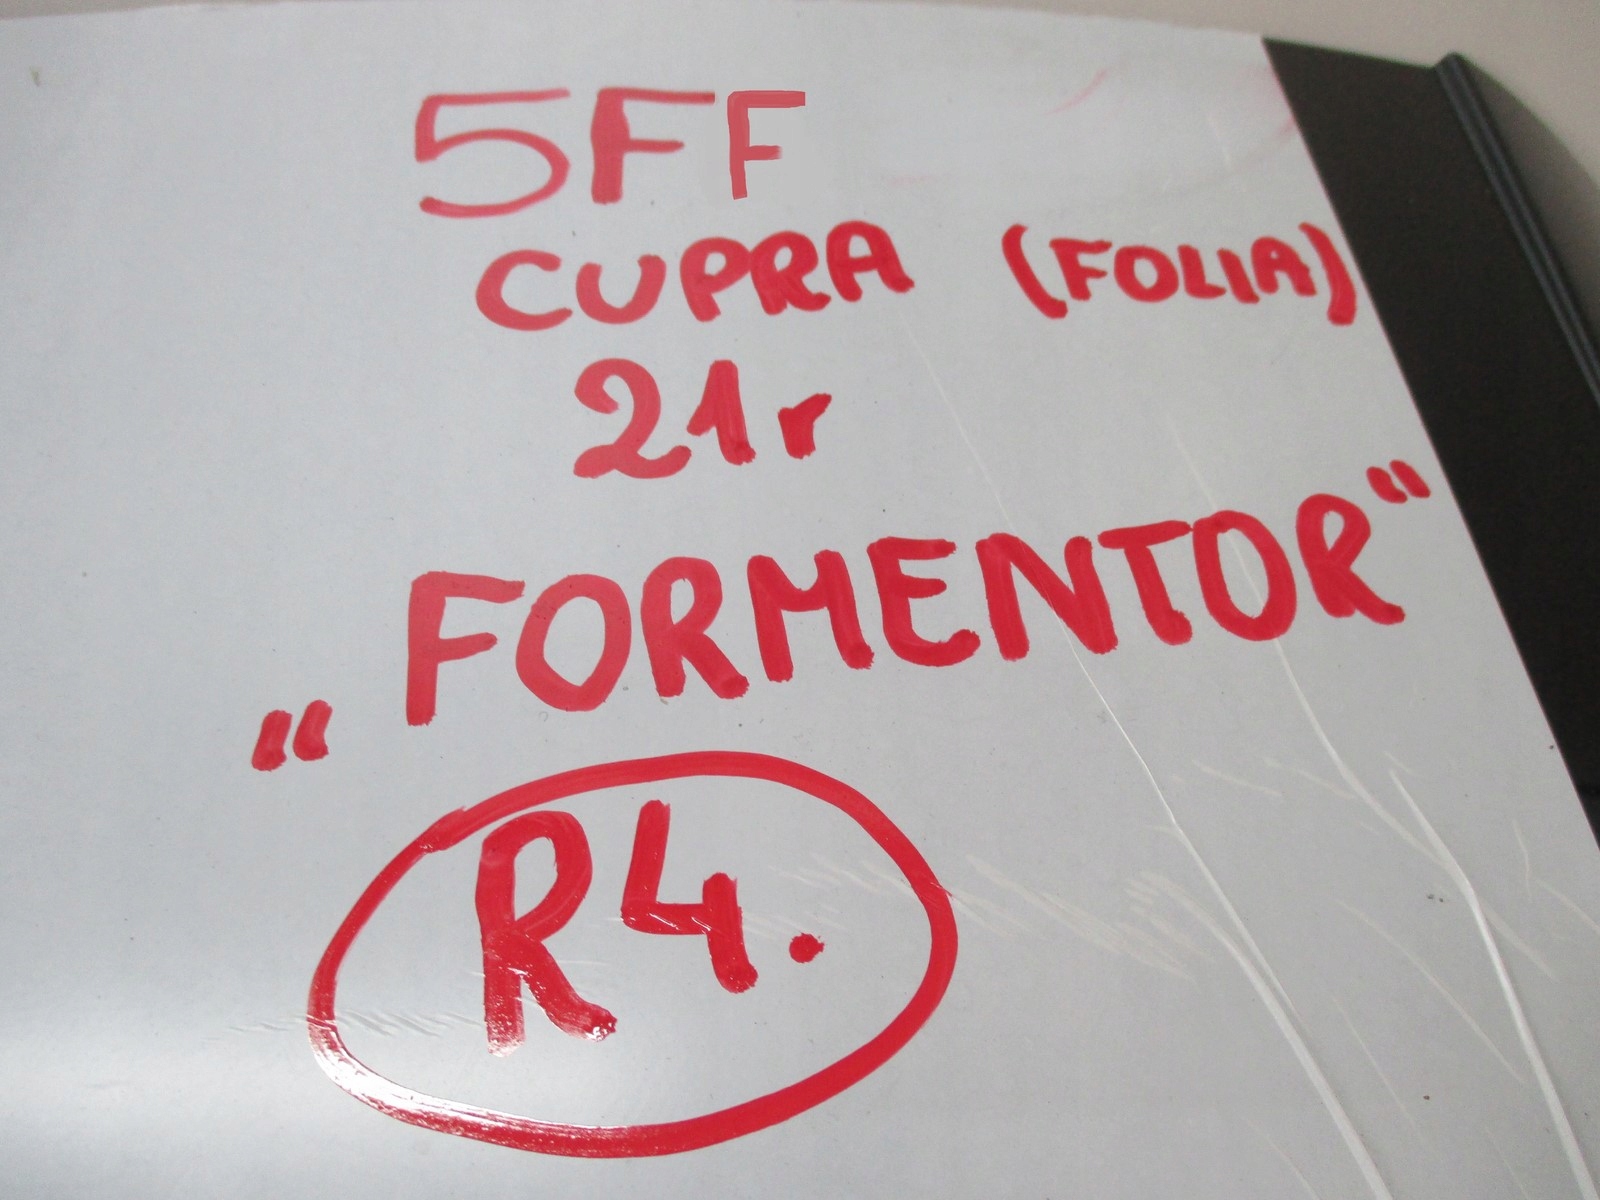 5FF
CUPRA (FOLIA)
21r
„FORMENTOR“
R4.